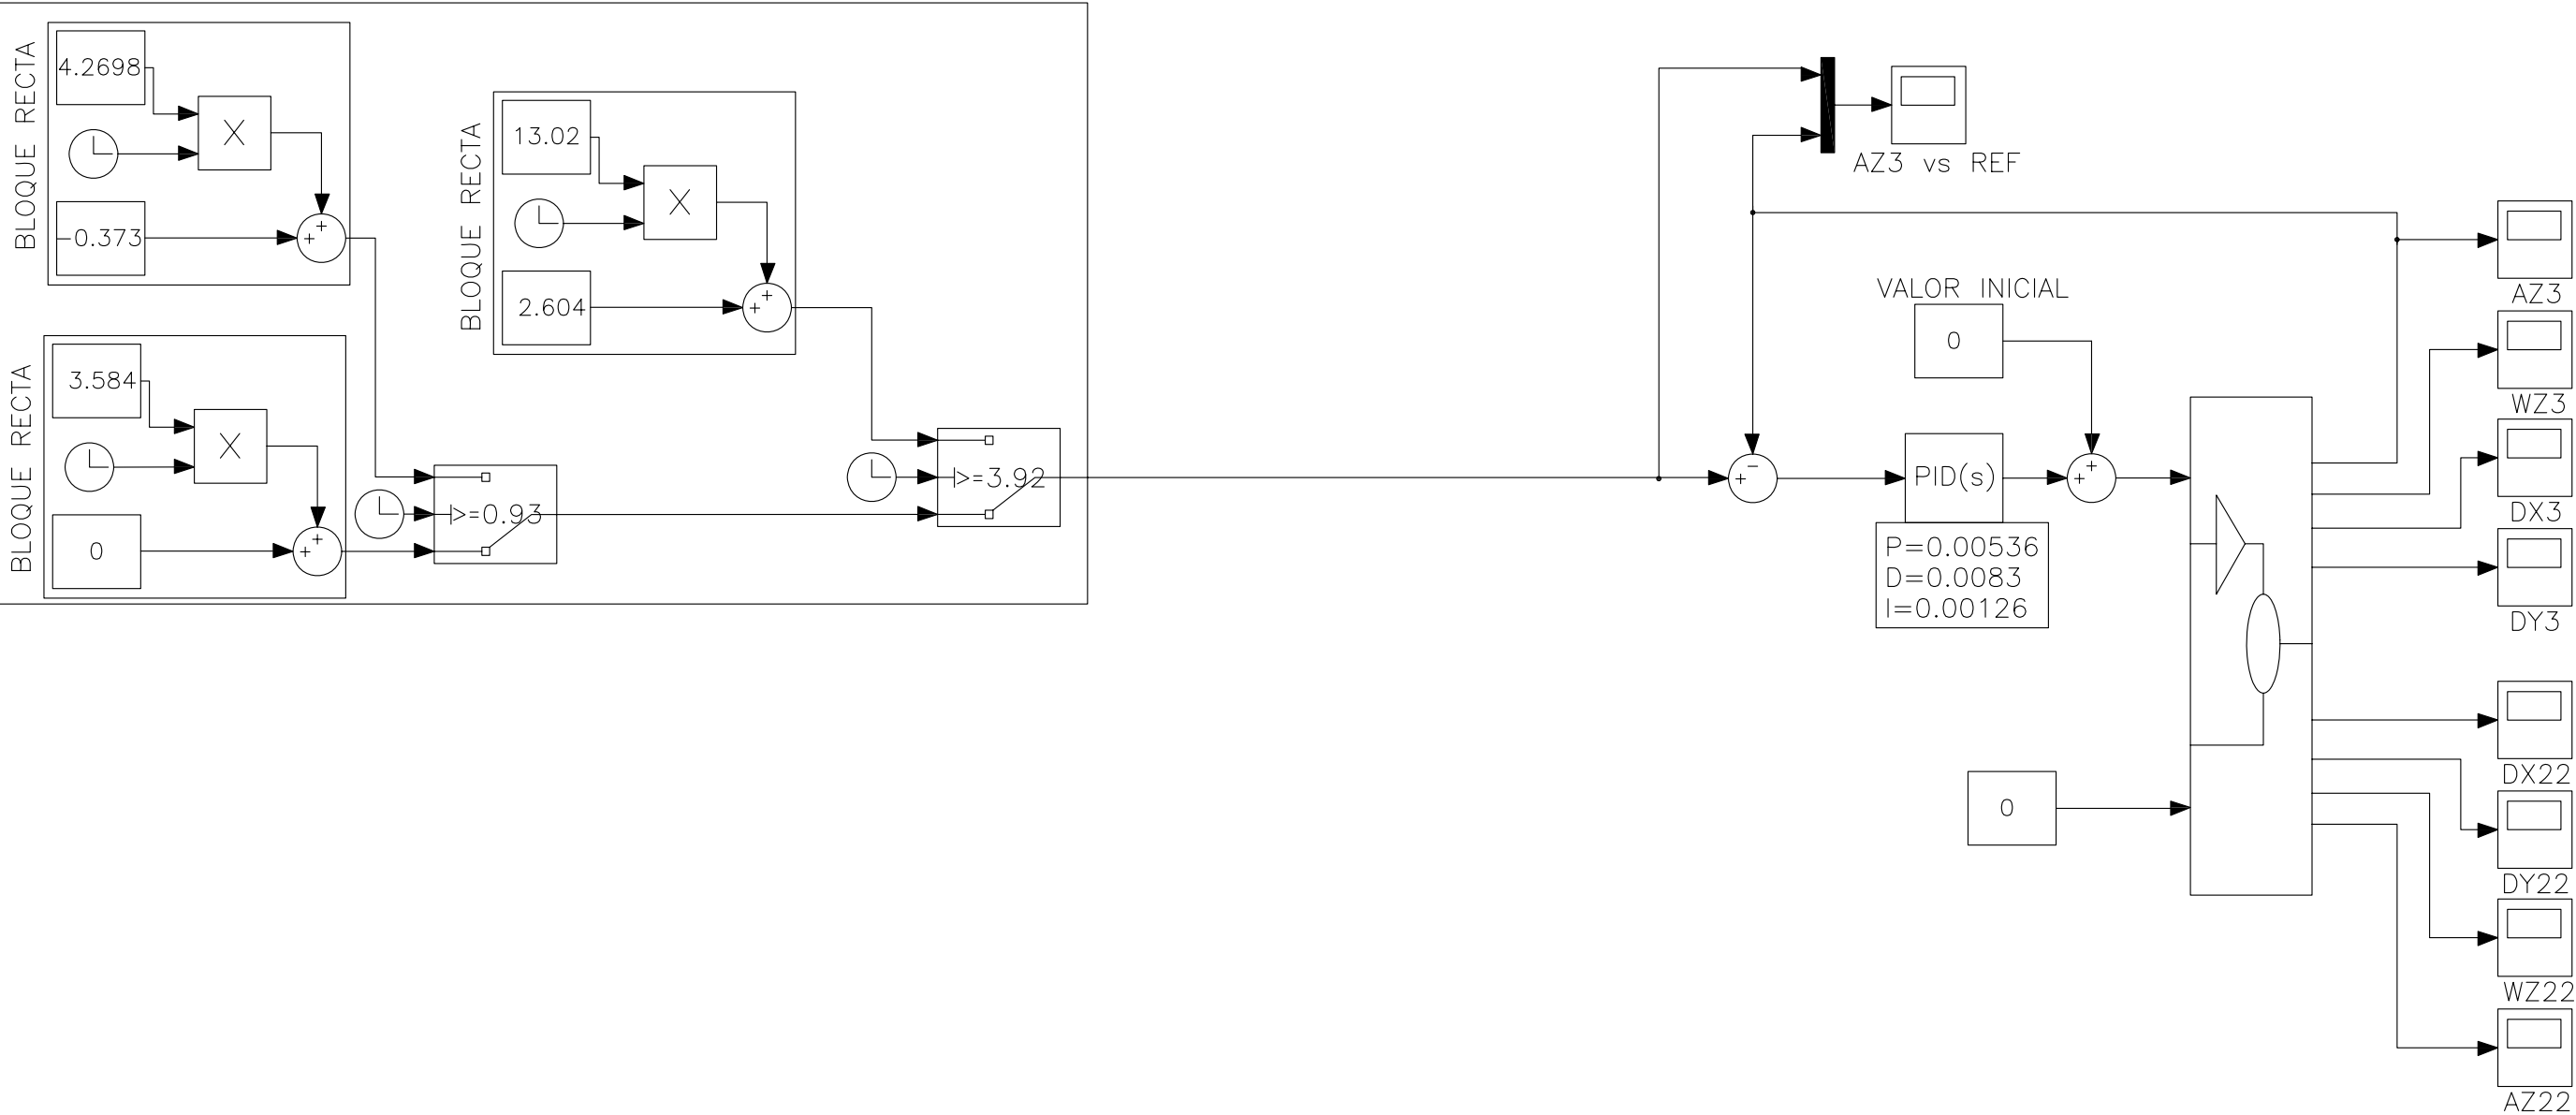 BLOQUE RECTA
4.2698
X
-0.373
+
+
BLOQUE RECTA
13.02
X
2.604
+
+
BLOQUE RECTA
3.584
X
0
+
+
>=0.93
>=3.92
AZ3 vs REF
VALOR INICIAL
0
-
+
PID(s)
+
+
P=0.00536
D=0.0083
I=0.00126
0
AZ3
WZ3
DX3
DY3
DX22
DY22
WZ22
AZ22